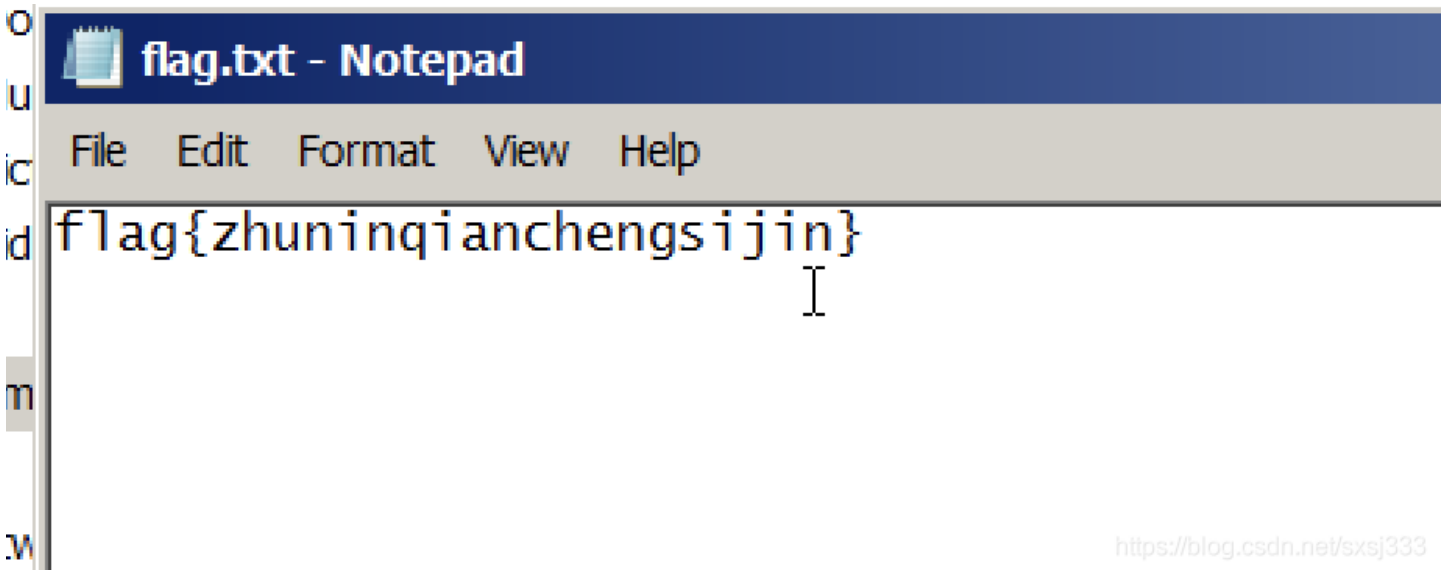 flag.txt - Notepad
File Edit Format View Help
flag{zhuninqianchengsijin}
https://blog.csdn.net/sxsj333